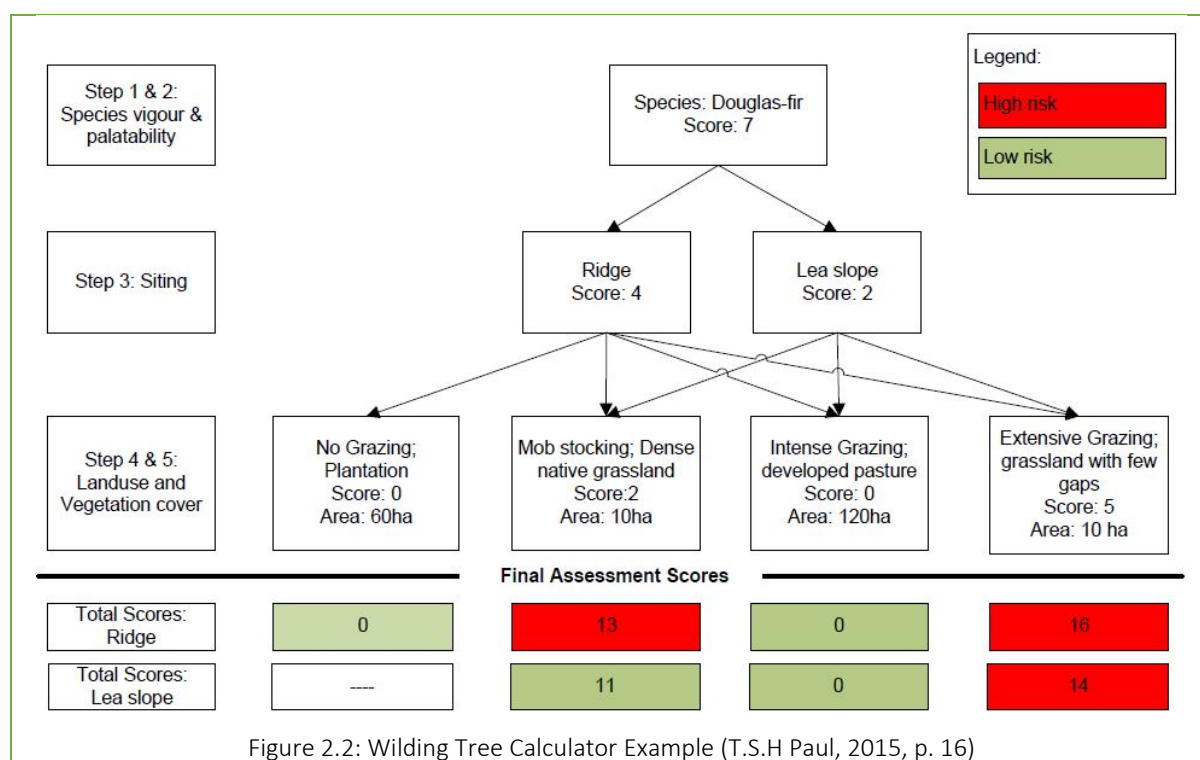 Step 1 & 2:
Species vigour &
palatability
Species: Douglas-fir
Score: 7
Legend:
High risk
Low risk
Step 3: Siting
Ridge
Score: 4
Lea slope
Score: 2
Step 4 & 5:
Landuse and
Vegetation cover
No Grazing;
Plantation
Score: 0
Area: 60ha
Mob stocking; Dense
native grassland
Score:2
Area: 10ha
Intense Grazing;
developed pasture
Score: 0
Area: 120ha
Extensive Grazing;
grassland with few
gaps
Score: 5
Area: 10 ha
Final Assessment Scores
Total Scores:
Ridge
0
13
0
16
Total Scores:
Lea slope
----
11
0
14
Figure 2.2: Wilding Tree Calculator Example (T.S.H Paul, 2015, p. 16)